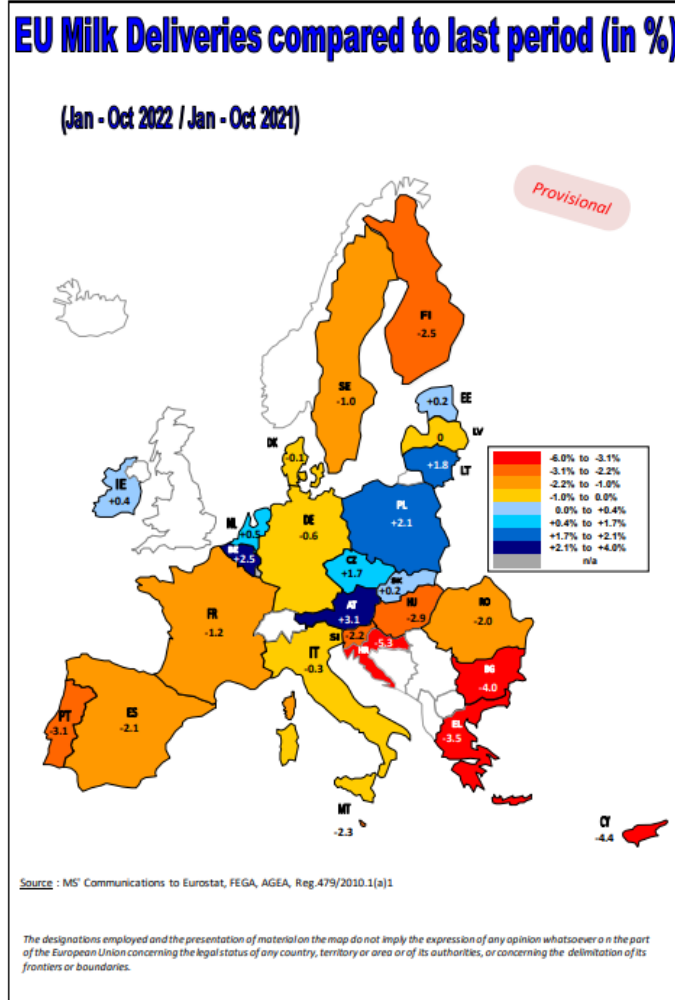 EU Milk Deliveries compared to last period (in %)
(Jan - Oct 2022 / Jan - Oct 2021)
Provisional
FI
-2.5
SE
-1.0
EE
+0.2
LV
0
LT
+1.8
DK
-0.1
IE
+0.4
NL
+0.5
BE
+2.5
DE
-0.6
PL
+2.1
CZ
+1.7
SK
+0.2
AT
+3.1
HU
-2.9
RO
-2.0
FR
-1.2
SI
-2.2
HR
-5.3
IT
-0.3
BG
-4.0
EL
-3.5
PT
-3.1
ES
-2.1
MT
-2.3
CY
-4.4
-6.0% to -3.1%
-3.1% to -2.2%
-2.2% to -1.0%
-1.0% to 0.0%
0.0% to +0.4%
+0.4% to +1.7%
+1.7% to +2.1%
+2.1% to +4.0%
n/a
Source : MS' Communications to Eurostat, FEGA, AGEA, Reg.479/2010.1(a)1
The designations employed and the presentation of material on the map do not imply the expression of any opinion whatsoever on the part
of the European Union concerning the legal status of any country, territory or area or of its authorities, or concerning the delimitation of its
frontiers or boundaries.